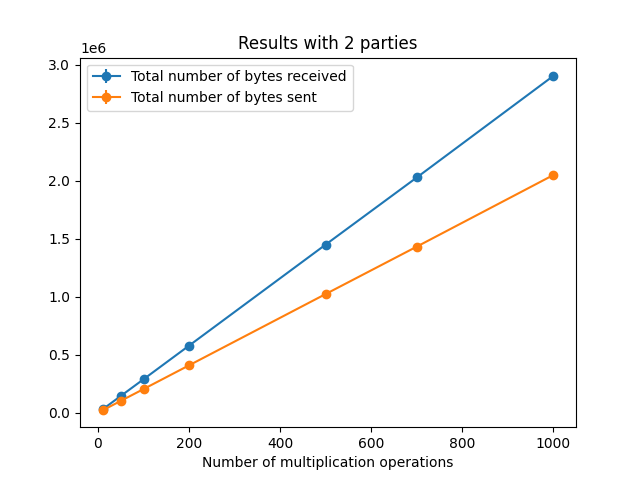 Results with 2 parties
1e6
Total number of bytes received
Total number of bytes sent
3.0
2.5
2.0
1.5
1.0
0.5
0.0
0 200 400 600 800 1000
Number of multiplication operations